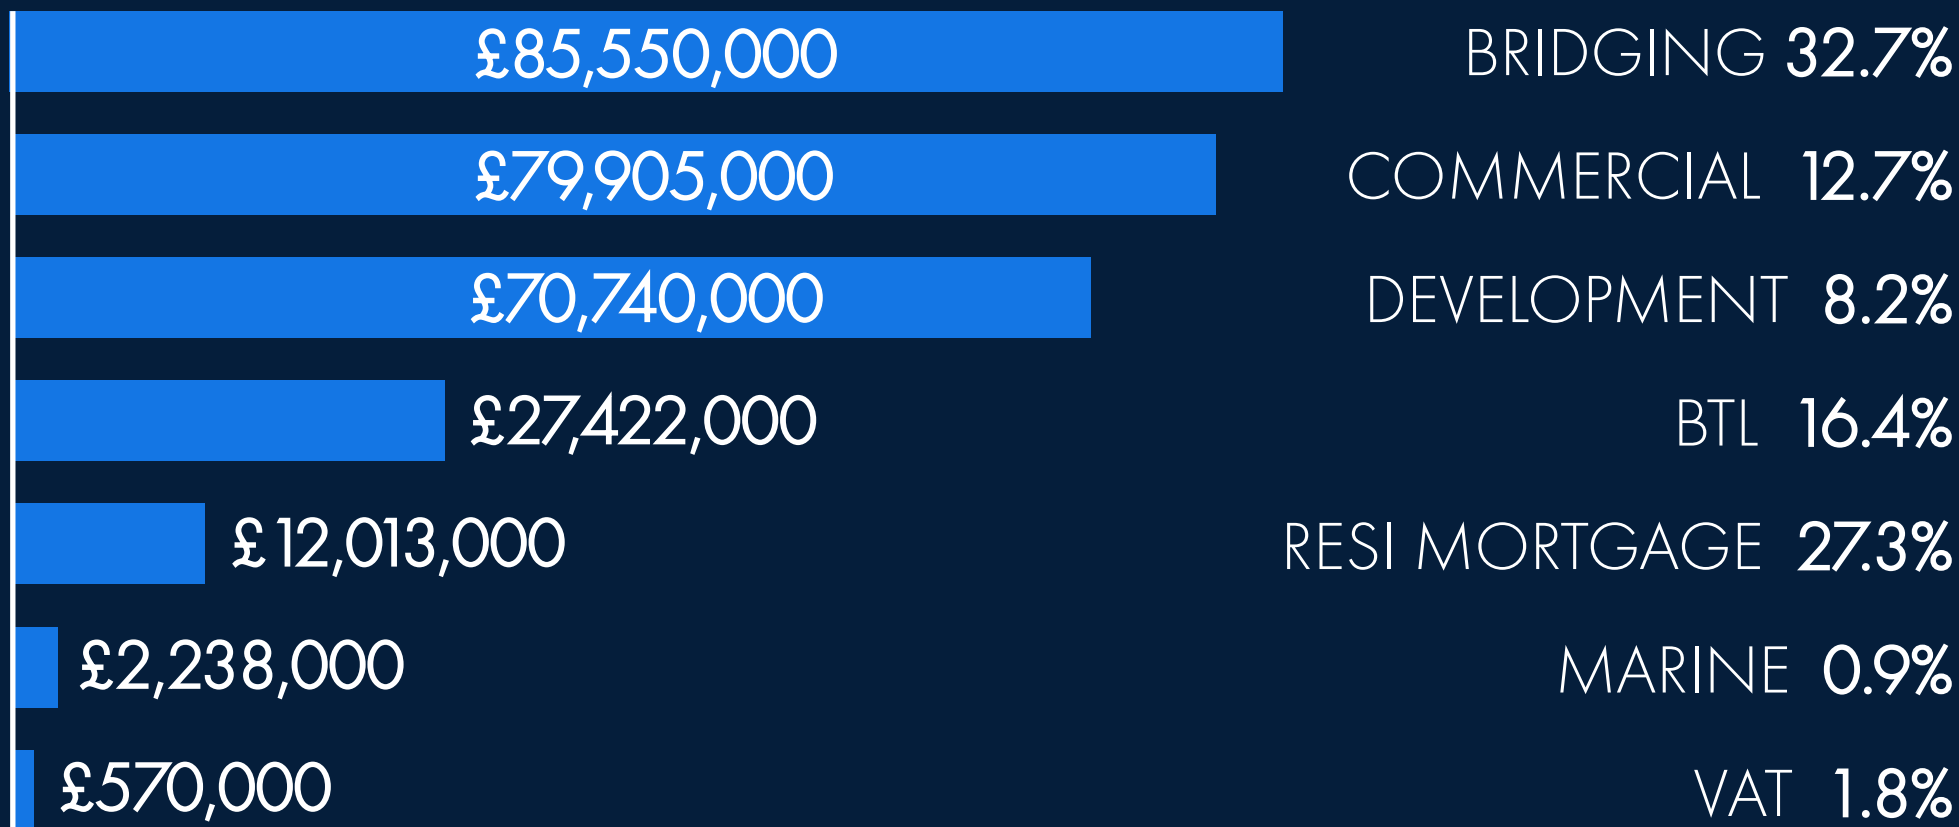 £85,550,000 BRIDGING 32.7%
£79,905,000 COMMERCIAL 12.7%
£70,740,000 DEVELOPMENT 8.2%
£27,422,000 BTL 16.4%
£12,013,000 RESI MORTGAGE 27.3%
£2,238,000 MARINE 0.9%
£570,000 VAT 1.8%